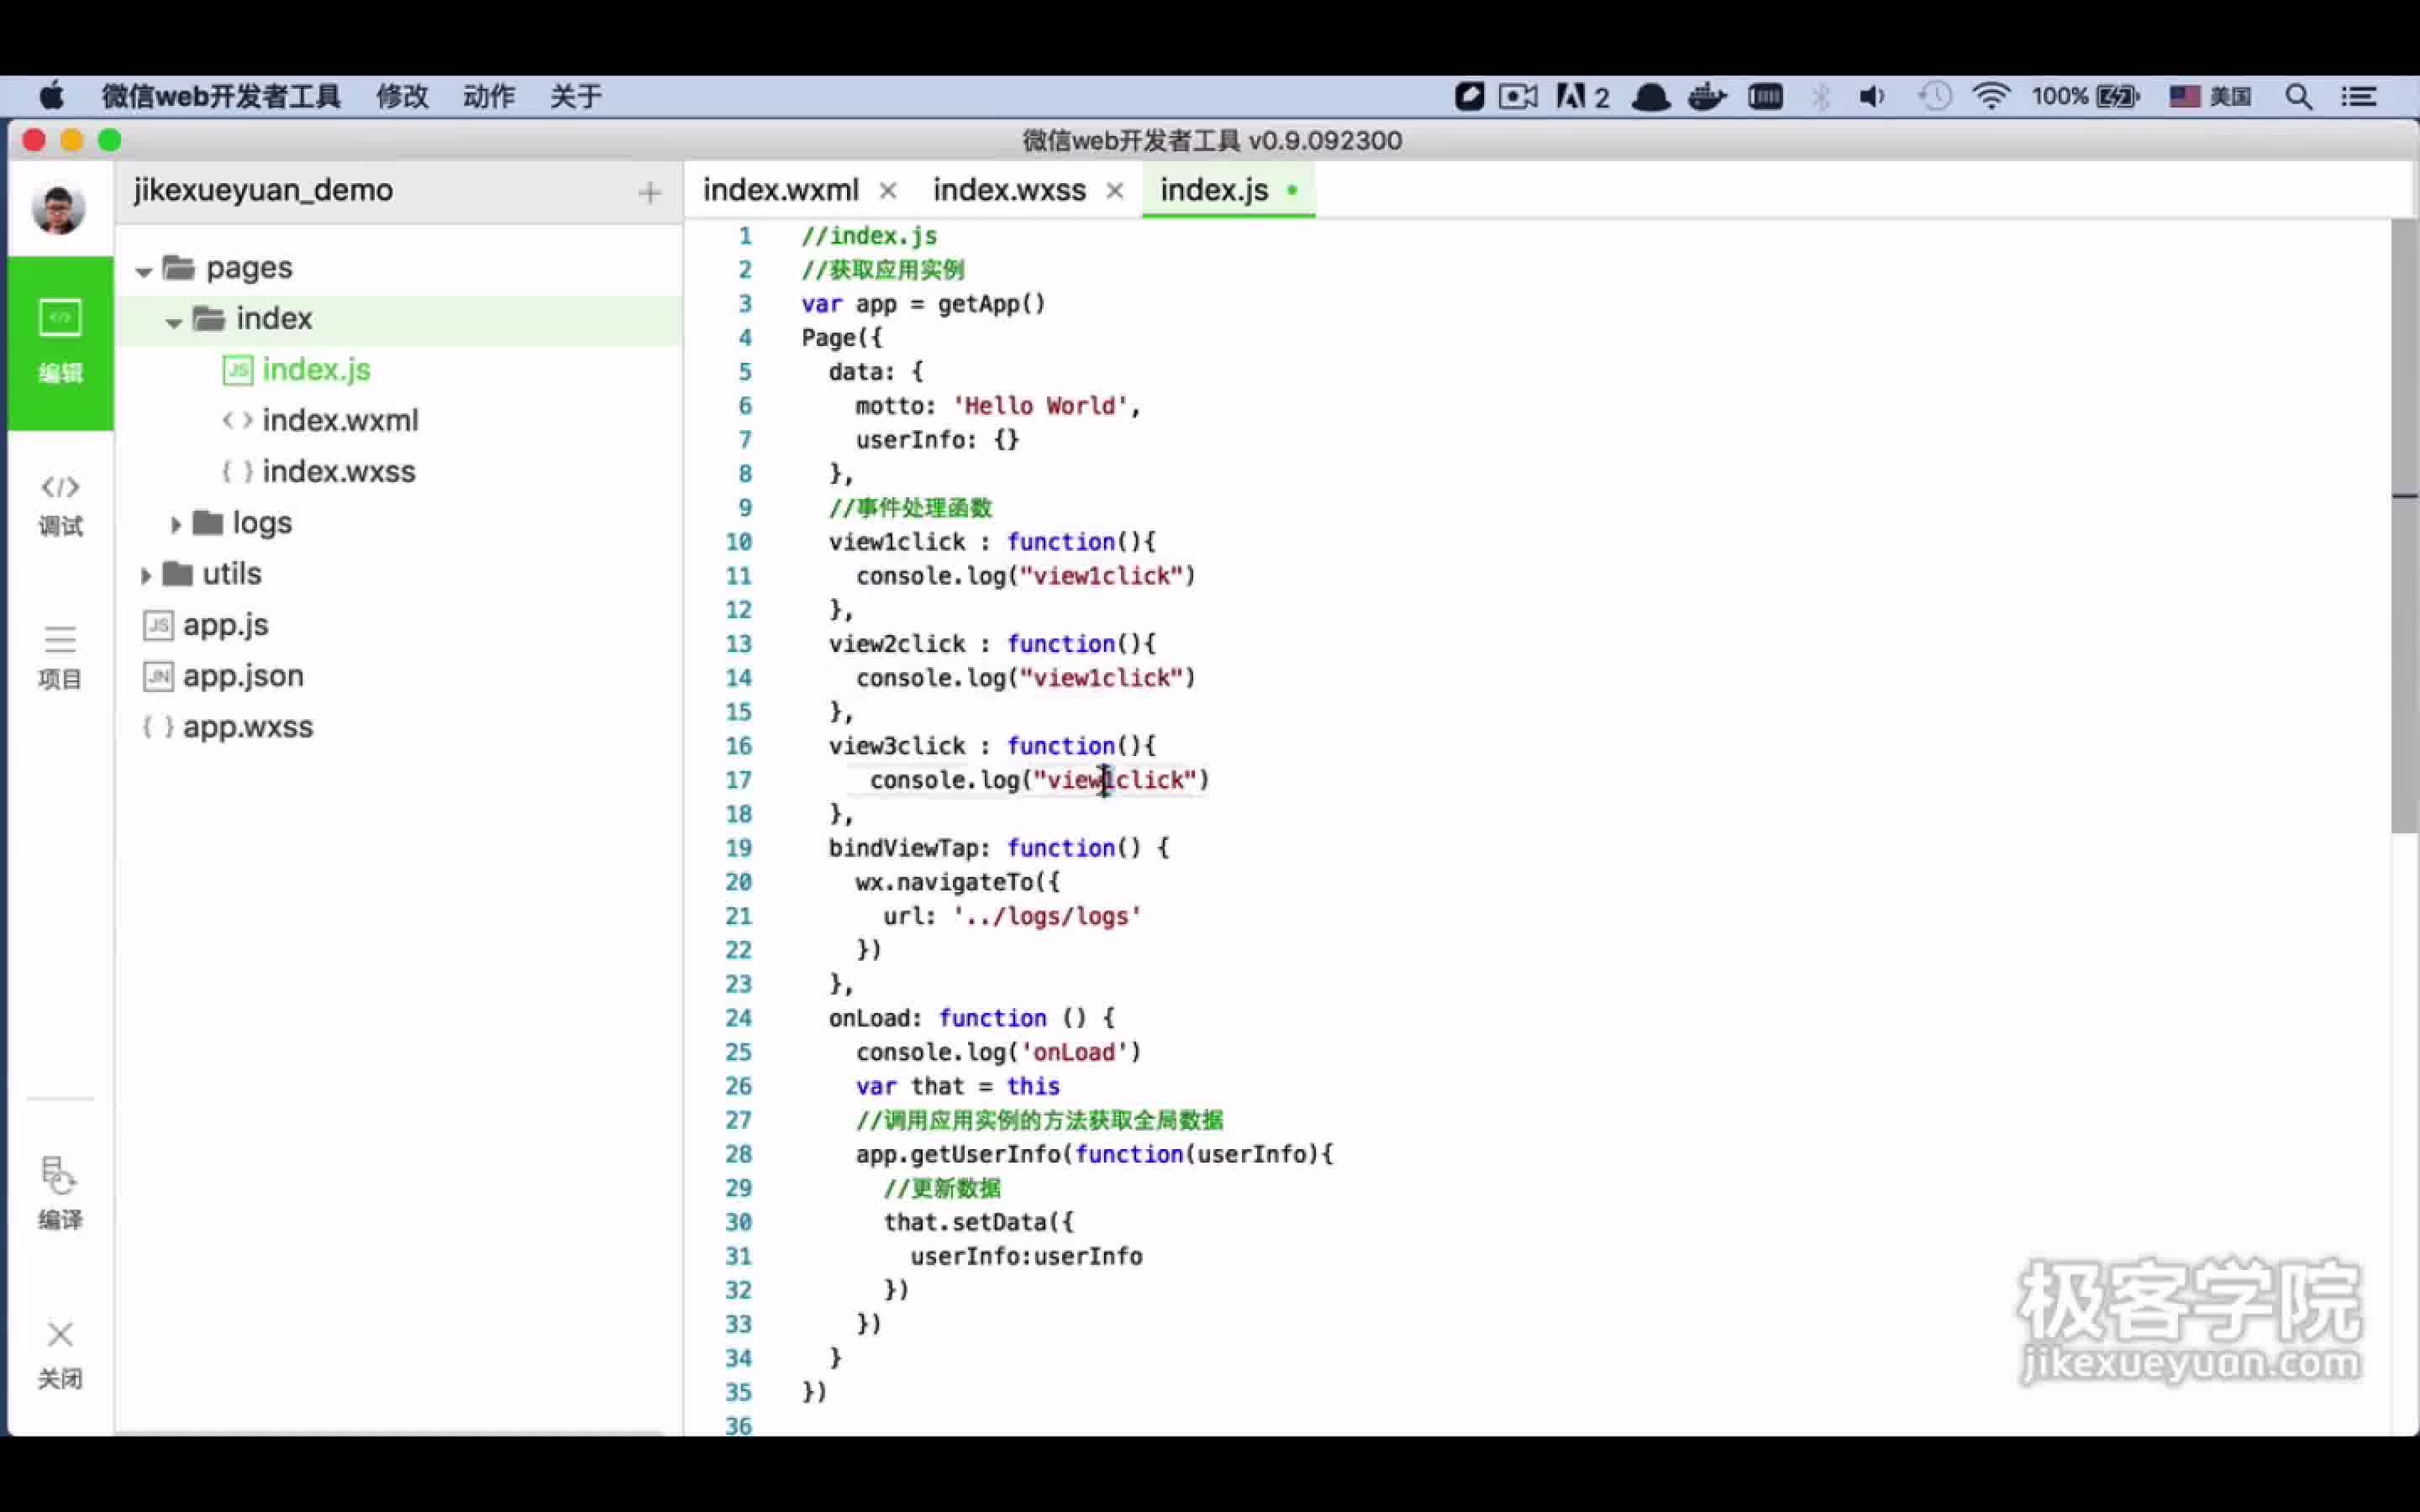 微信web开发者工具 修改 动作 关于 2 100% 美国
微信web开发者工具 v0.9.092300
jikexueyuan_demo
index.wxml index.wxss index.js
编辑
调试
项目
编译
关闭
pages
index
JS index.js
<> index.wxml
{ } index.wxss
logs
utils
JS app.js
JN app.json
{ } app.wxss
1 //index.js
2 //获取应用实例
3 var app = getApp()
4 Page({
5 data: {
6 motto: 'Hello World',
7 userInfo: {}
8 },
9 //事件处理函数
10 view1click : function(){
11 console.log("view1click")
12 },
13 view2click : function(){
14 console.log("view1click")
15 },
16 view3click : function(){
17 console.log("view1click")
18 },
19 bindViewTap: function() {
20 wx.navigateTo({
21 url: '../logs/logs'
22 })
23 },
24 onLoad: function () {
25 console.log('onLoad')
26 var that = this
27 //调用应用实例的方法获取全局数据
28 app.getUserInfo(function(userInfo){
29 //更新数据
30 that.setData({
31 userInfo:userInfo
32 })
33 })
34 }
35 })
36
极客学院
jikexueyuan.com